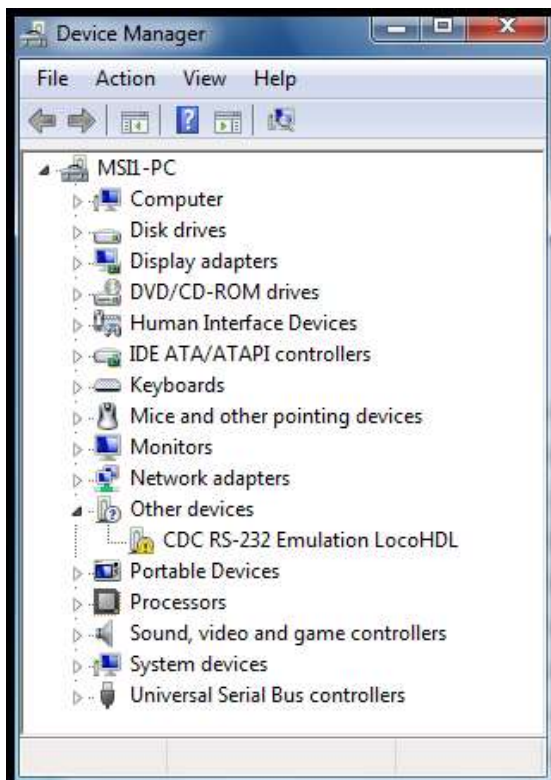 Device Manager
File Action View Help
MSI1-PC
Computer
Disk drives
Display adapters
DVD/CD-ROM drives
Human Interface Devices
IDE ATA/ATAPI controllers
Keyboards
Mice and other pointing devices
Monitors
Network adapters
Other devices
CDC RS-232 Emulation LocoHDL
Portable Devices
Processors
Sound, video and game controllers
System devices
Universal Serial Bus controllers